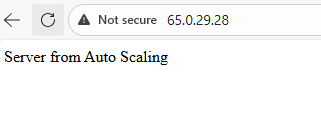 Not secure 65.0.29.28
Server from Auto Scaling